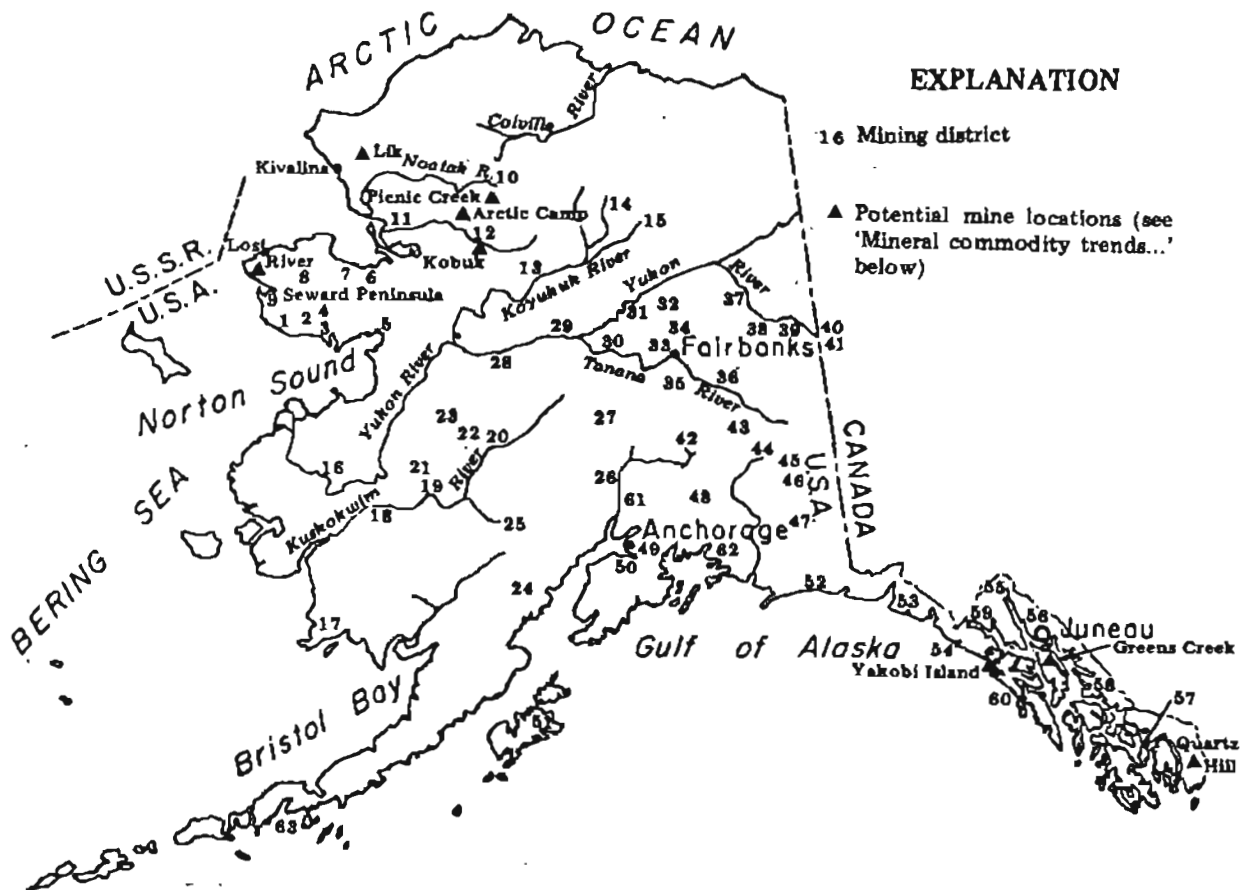 ARCTIC OCEAN
EXPLANATION
16 Mining district
▲ Potential mine locations (see
'Mineral commodity trends...'
below)
Colville River
Lik
Kivalina
Noatak R.
10
Picnic Creek
11
Arctic Camp
12
Kobuk
14
15
13
Koyukuk River
U.S.S.R.
U.S.A.
Lost
River
8
7
6
9
Seward Peninsula
1
2
4
3
5
Yukon River
31
32
37
29
34
38
39
40
41
30
33
Fairbanks
28
Tanana River
35
36
Norton Sound
Yukon River
23
22
20
27
42
43
44
45
46
47
CANADA
U.S.A.
16
21
19
18
Kuskokwim River
25
26
61
48
Anchorage
49
50
62
24
52
53
BERING SEA
17
Gulf of Alaska
54
Yakobi Island
55
59
56
Juneau
Greens Creek
58
60
57
Quartz
Hill
Bristol Bay
63